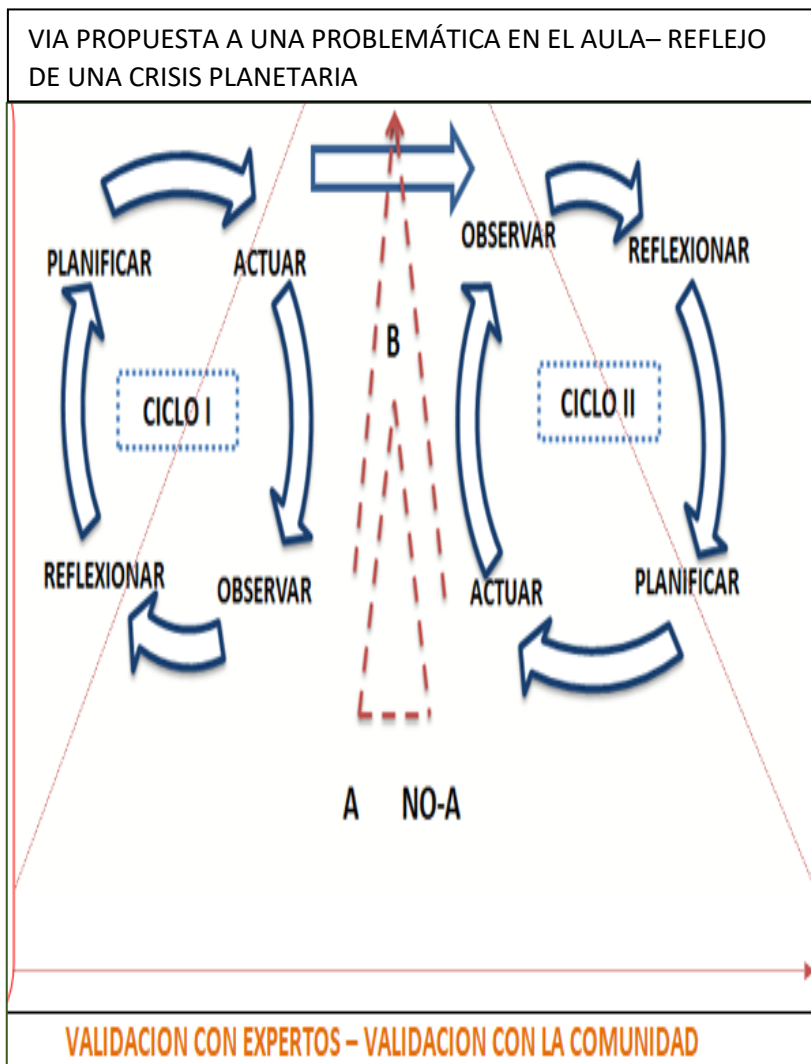 VIA PROPUESTA A UNA PROBLEMÁTICA EN EL AULA– REFLEJO
DE UNA CRISIS PLANETARIA
PLANIFICAR
ACTUAR
CICLO I
REFLEXIONAR
OBSERVAR
B
OBSERVAR
REFLEXIONAR
CICLO II
ACTUAR
PLANIFICAR
A NO-A
VALIDACION CON EXPERTOS – VALIDACION CON LA COMUNIDAD